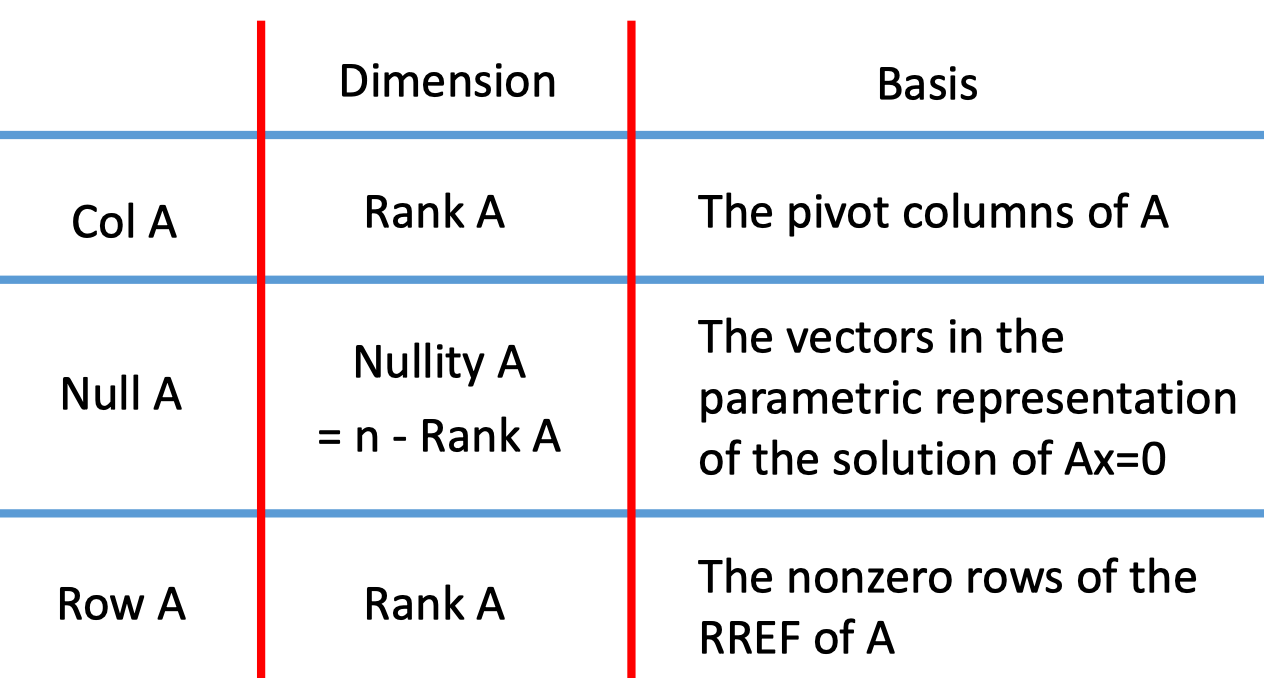 Dimension
Basis
Col A
Rank A
The pivot columns of A
Null A
Nullity A
= n - Rank A
The vectors in the
parametric representation
of the solution of Ax=0
Row A
Rank A
The nonzero rows of the
RREF of A